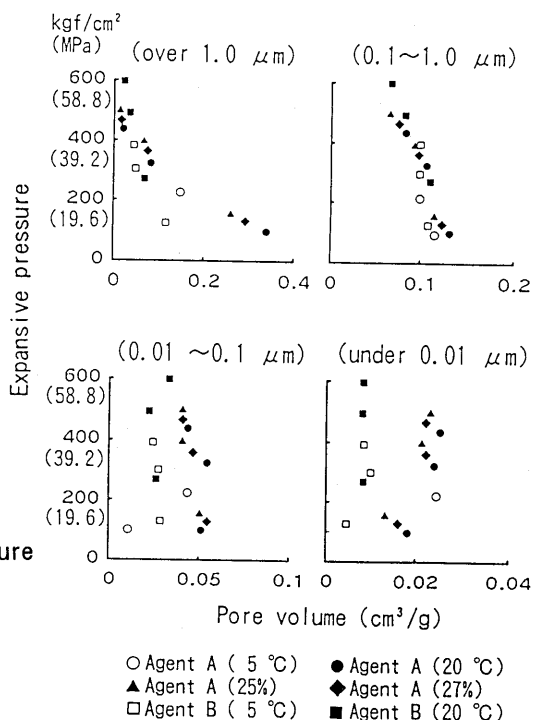 kgf/cm²
(MPa)
(over 1.0 μm)
(0.1~1.0 μm)
600
(58.8)
400
(39.2)
200
(19.6)
0
0
0.2
0.4
0
0.1
0.2
Expansive pressure
(0.01 ~0.1 μm)
(under 0.01 μm)
600
(58.8)
400
(39.2)
200
(19.6)
0
0
0.05
0.1
0
0.02
0.04
ure
Pore volume (cm³/g)
○ Agent A ( 5 °C)
● Agent A (20 °C)
▲ Agent A (25%)
◆ Agent A (27%)
□ Agent B ( 5 °C)
■ Agent B (20 °C)